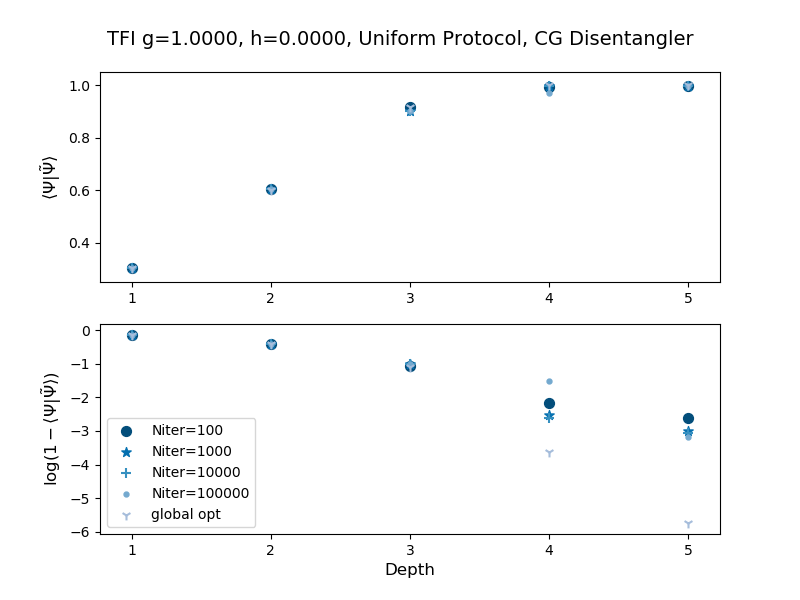 TFI g=1.0000, h=0.0000, Uniform Protocol, CG Disentangler
1.0
0.8
0.6
0.4
⟨Ψ|Ψ̃⟩
1 2 3 4 5
0
−1
−2
−3
−4
−5
−6
log(1 − ⟨Ψ|Ψ̃⟩)
Niter=100
Niter=1000
Niter=10000
Niter=100000
global opt
1 2 3 4 5
Depth